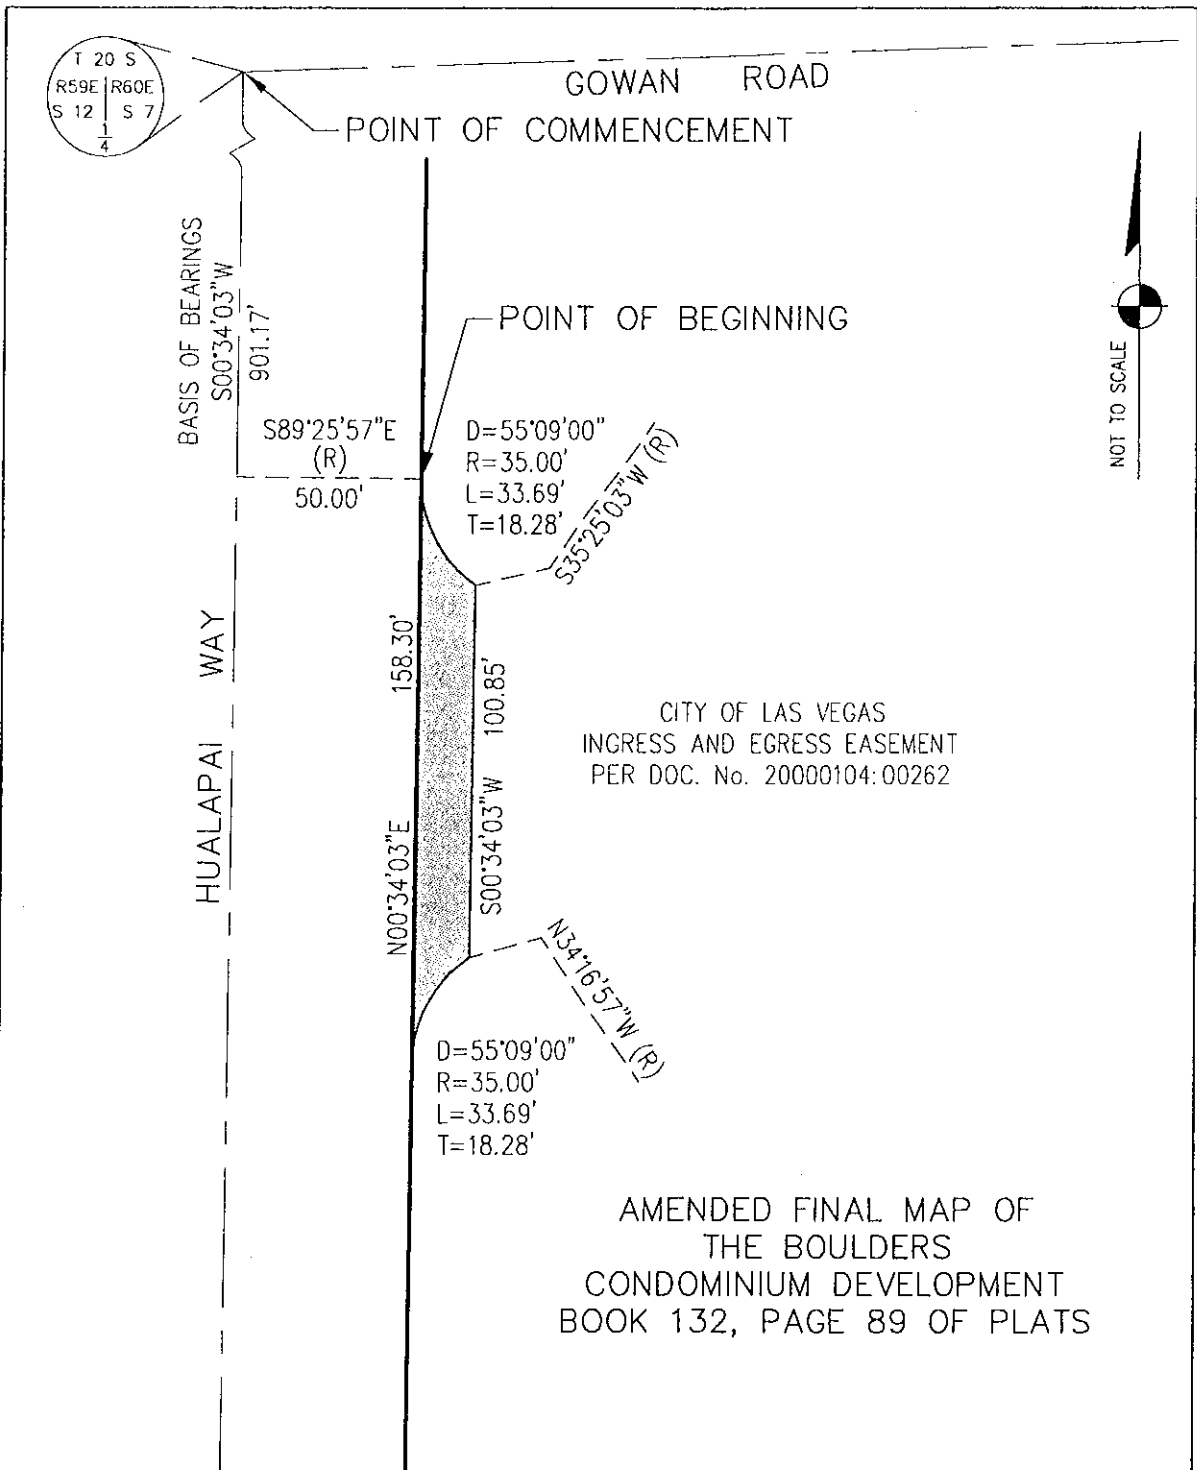 T 20 S
R59E R60E
S 12 S 7
1
4
GOWAN ROAD
POINT OF COMMENCEMENT
BASIS OF BEARINGS
S00°34'03"W
901.17'
POINT OF BEGINNING
NOT TO SCALE
S89°25'57"E
(R)
50.00'
D=55°09'00"
R=35.00'
L=33.69'
T=18.28'
S35°25'03"W (R)
158.30'
N00°34'03"E
100.85'
S00°34'03"W
HUALAPAI WAY
CITY OF LAS VEGAS
INGRESS AND EGRESS EASEMENT
PER DOC. No. 20000104:00262
N34°16'57"W (R)
D=55°09'00"
R=35.00'
L=33.69'
T=18.28'
AMENDED FINAL MAP OF
THE BOULDERS
CONDOMINIUM DEVELOPMENT
BOOK 132, PAGE 89 OF PLATS